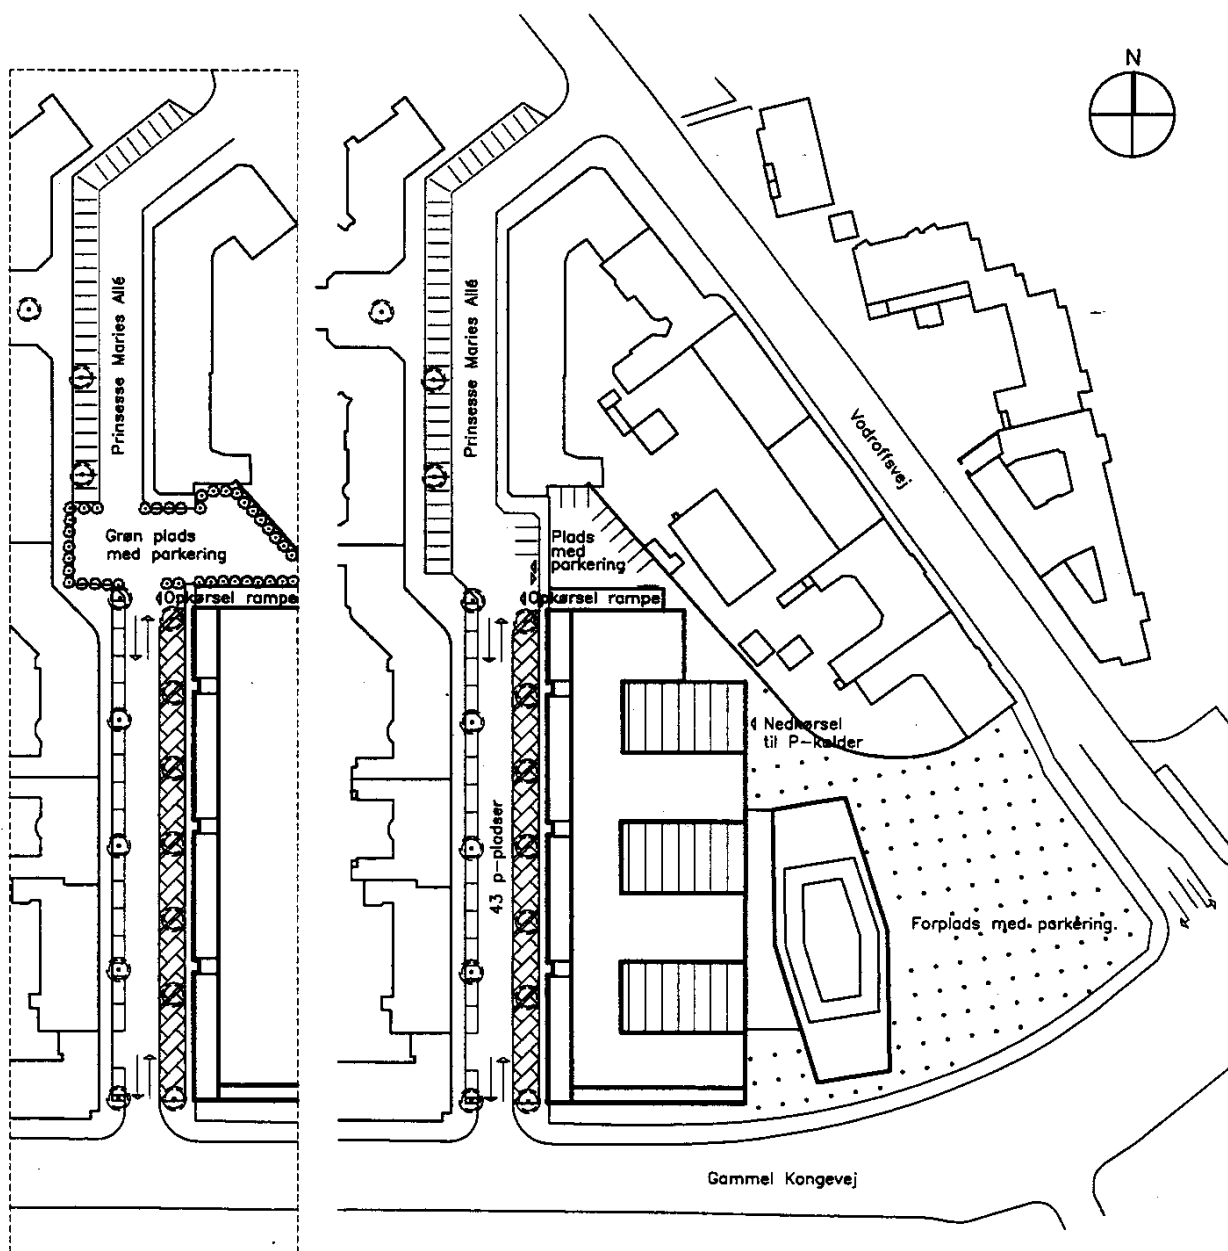 N
Prinsesse Maries Allé
Prinsesse Maries Allé
Vodroffsvej
Grøn plads
med parkering
Plads
med
parkering
Opkørsel rampe
Opkørsel rampe
Nedkørsel
til P-kælder
43 p-pladser
Forplads med parkering.
Gammel Kongevej